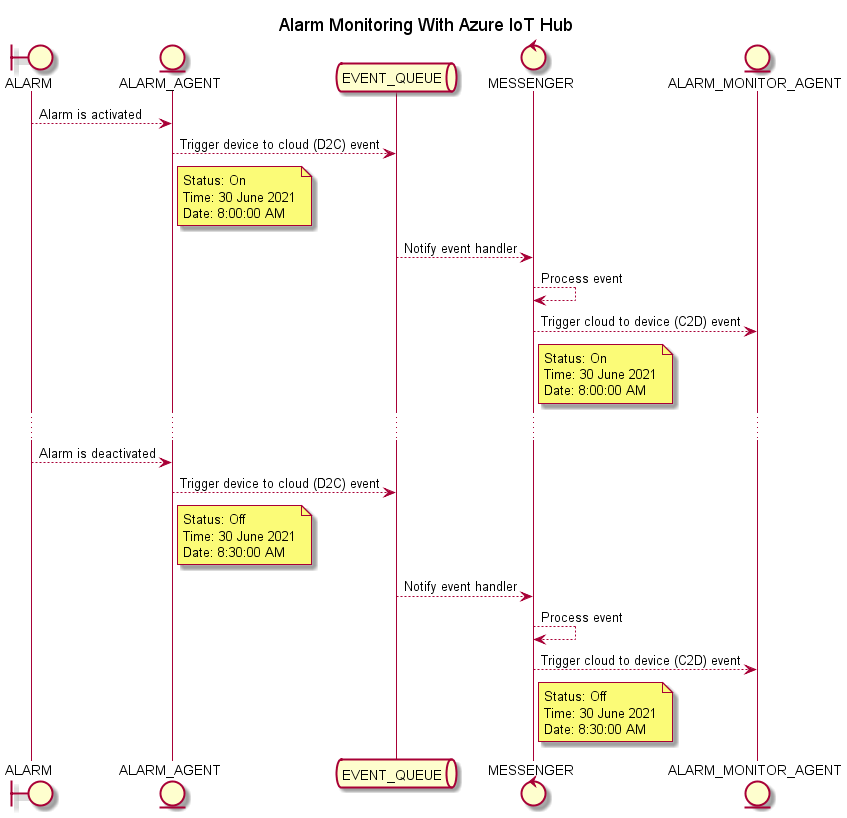 Alarm Monitoring With Azure IoT Hub
ALARM
ALARM_AGENT
EVENT_QUEUE
MESSENGER
ALARM_MONITOR_AGENT
Alarm is activated
Trigger device to cloud (D2C) event
Status: On
Time: 30 June 2021
Date: 8:00:00 AM
Notify event handler
Process event
Trigger cloud to device (C2D) event
Status: On
Time: 30 June 2021
Date: 8:00:00 AM
Alarm is deactivated
Trigger device to cloud (D2C) event
Status: Off
Time: 30 June 2021
Date: 8:30:00 AM
Notify event handler
Process event
Trigger cloud to device (C2D) event
Status: Off
Time: 30 June 2021
Date: 8:30:00 AM
ALARM
ALARM_AGENT
EVENT_QUEUE
MESSENGER
ALARM_MONITOR_AGENT